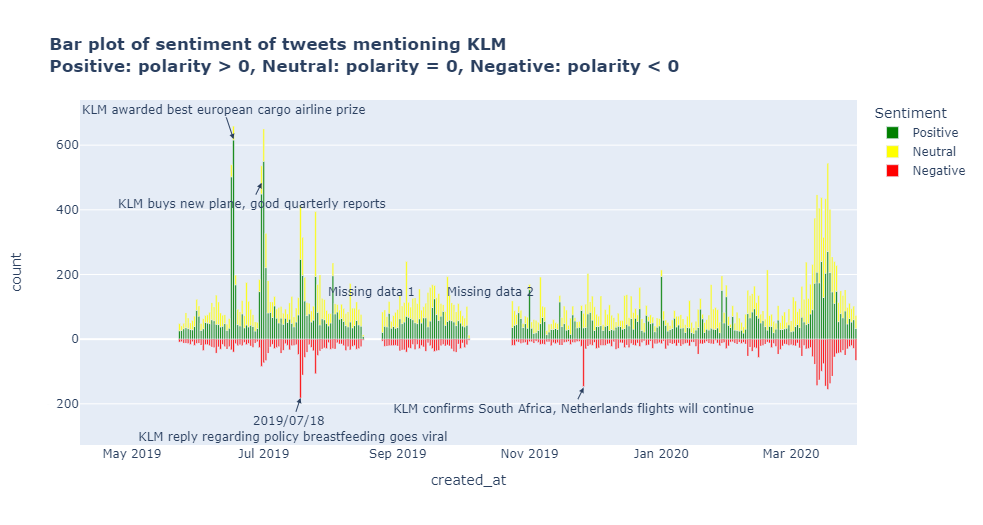 Bar plot of sentiment of tweets mentioning KLM
Positive: polarity > 0, Neutral: polarity = 0, Negative: polarity < 0
KLM awarded best european cargo airline prize
KLM buys new plane, good quarterly reports
Missing data 1
Missing data 2
KLM confirms South Africa, Netherlands flights will continue
2019/07/18
KLM reply regarding policy breastfeeding goes viral
600
400
200
0
200
count
May 2019
Jul 2019
Sep 2019
Nov 2019
Jan 2020
Mar 2020
created_at
Sentiment
Positive
Neutral
Negative